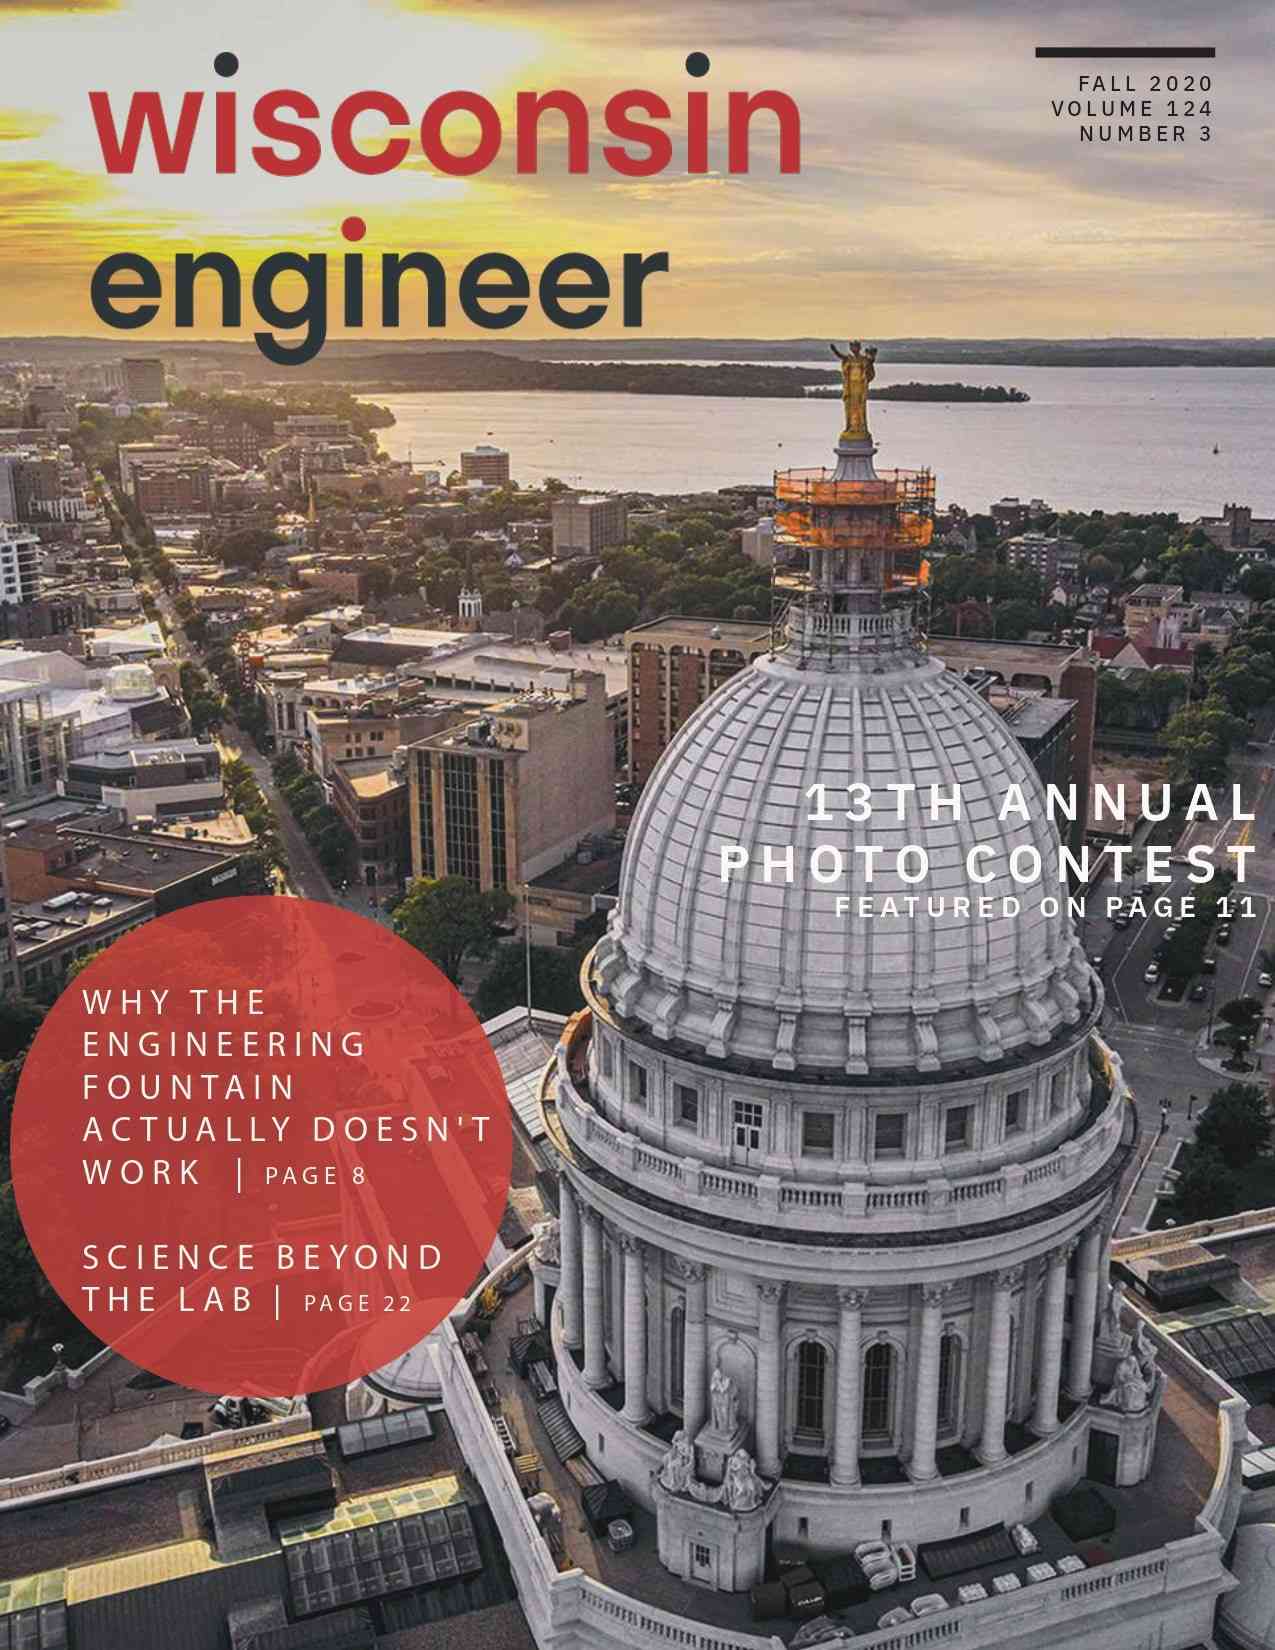 wisconsin
engineer
FALL 2020
VOLUME 124
NUMBER 3
13TH ANNUAL
PHOTO CONTEST
FEATURED ON PAGE 11
WHY THE
ENGINEERING
FOUNTAIN
ACTUALLY DOESN'T
WORK | PAGE 8
SCIENCE BEYOND
THE LAB | PAGE 22